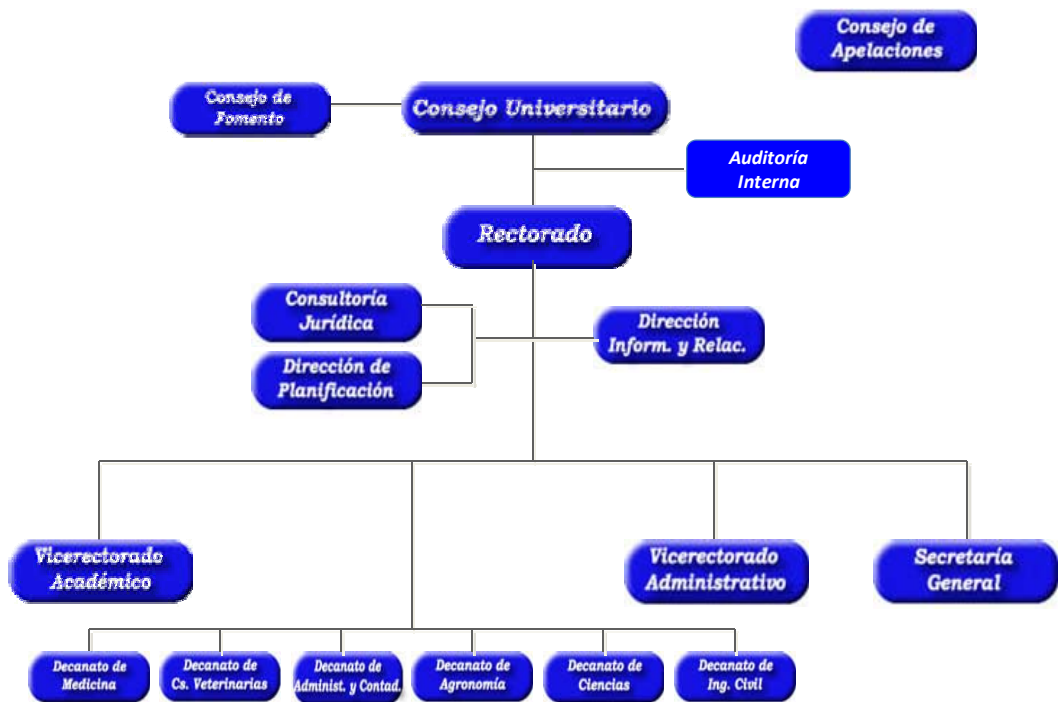 Consejo de
Apelaciones
Consejo de
Fomento
Consejo Universitario
Auditoría
Interna
Rectorado
Consultoría
Jurídica
Dirección
Inform. y Relac.
Dirección de
Planificación
Vicerectorado
Académico
Vicerectorado
Administrativo
Secretaría
General
Decanato de
Medicina
Decanato de
Cs. Veterinarias
Decanato de
Administ. y Contad.
Decanato de
Agronomía
Decanato de
Ciencias
Decanato de
Ing. Civil